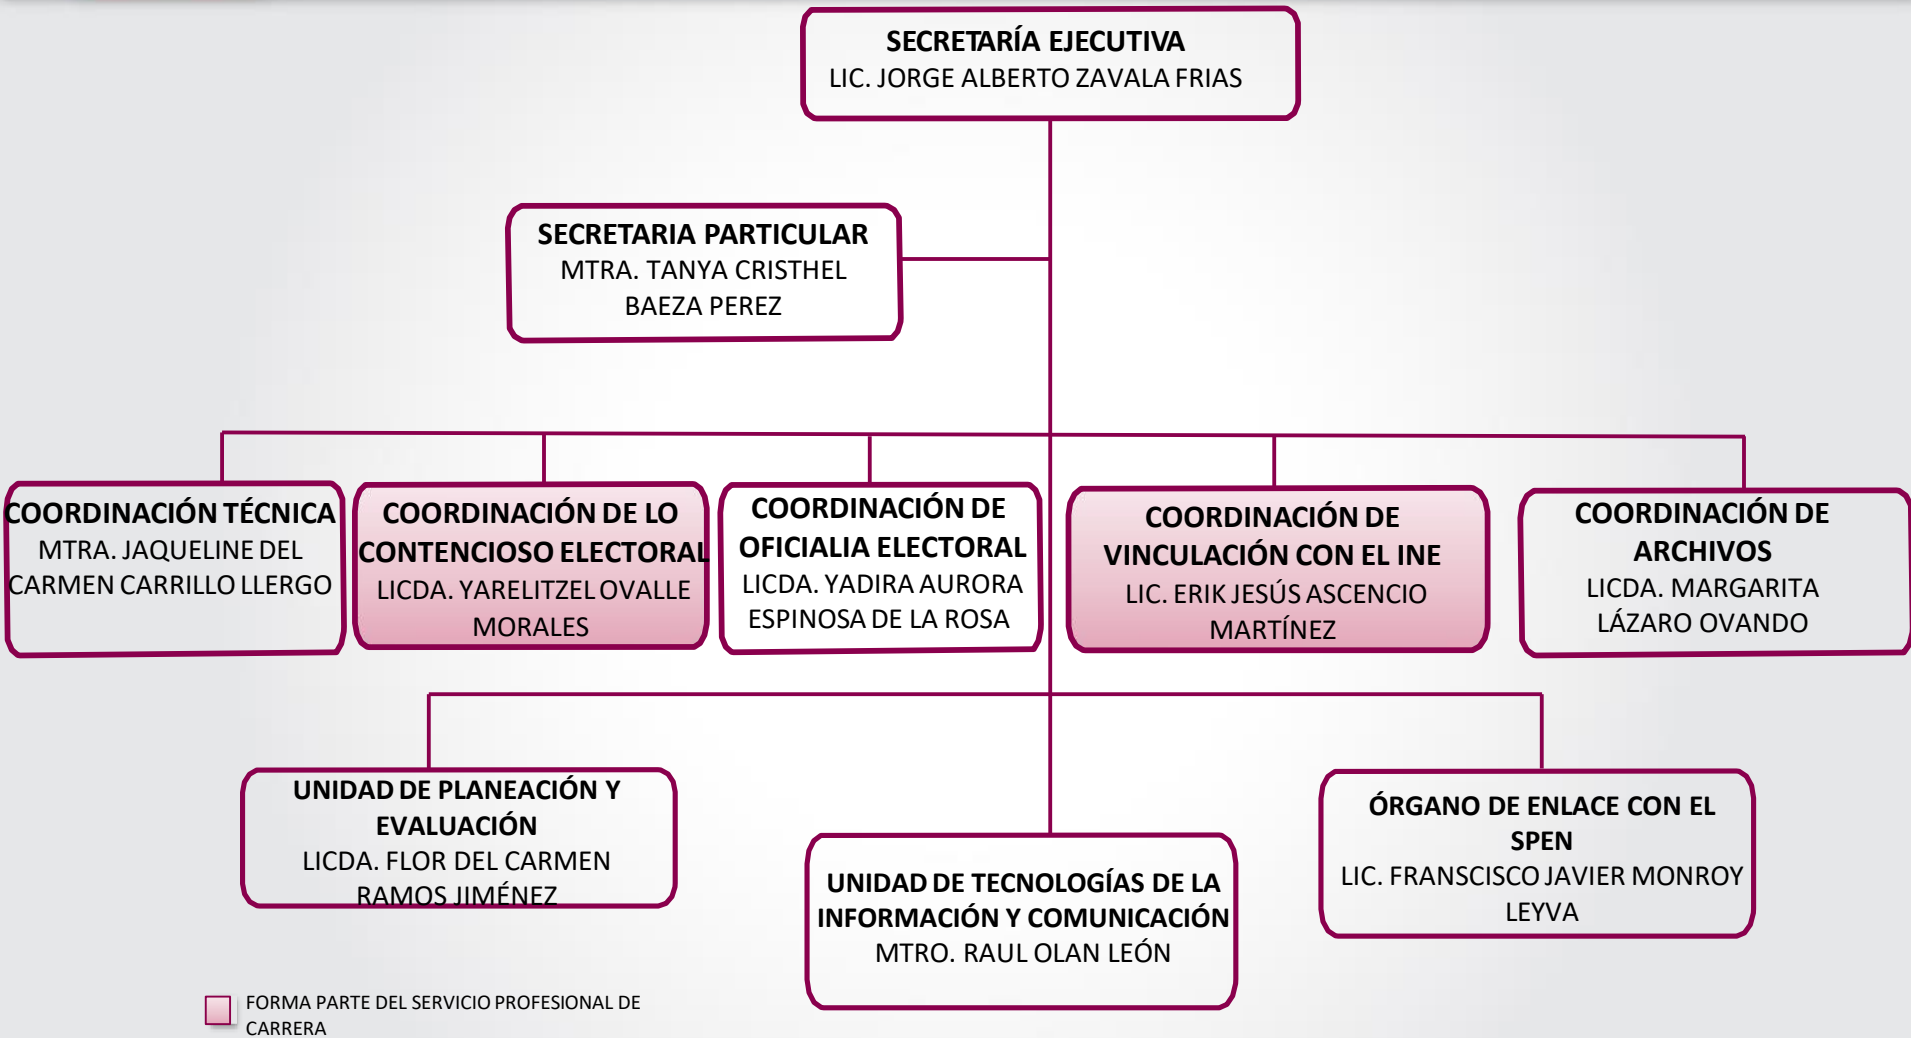 SECRETARÍA EJECUTIVA
LIC. JORGE ALBERTO ZAVALA FRIAS
SECRETARIA PARTICULAR
MTRA. TANYA CRISTHEL
BAEZA PEREZ
COORDINACIÓN TÉCNICA
MTRA. JAQUELINE DEL
CARMEN CARRILLO LLERGO
COORDINACIÓN DE LO
CONTENCIOSO ELECTORAL
LICDA. YARELITZEL OVALLE
MORALES
COORDINACIÓN DE
OFICIALIA ELECTORAL
LICDA. YADIRA AURORA
ESPINOSA DE LA ROSA
COORDINACIÓN DE
VINCULACIÓN CON EL INE
LIC. ERIK JESÚS ASCENCIO
MARTÍNEZ
COORDINACIÓN DE
ARCHIVOS
LICDA. MARGARITA
LÁZARO OVANDO
UNIDAD DE PLANEACIÓN Y
EVALUACIÓN
LICDA. FLOR DEL CARMEN
RAMOS JIMÉNEZ
UNIDAD DE TECNOLOGÍAS DE LA
INFORMACIÓN Y COMUNICACIÓN
MTRO. RAUL OLAN LEÓN
ÓRGANO DE ENLACE CON EL
SPEN
LIC. FRANSCISCO JAVIER MONROY
LEYVA
FORMA PARTE DEL SERVICIO PROFESIONAL DE
CARRERA